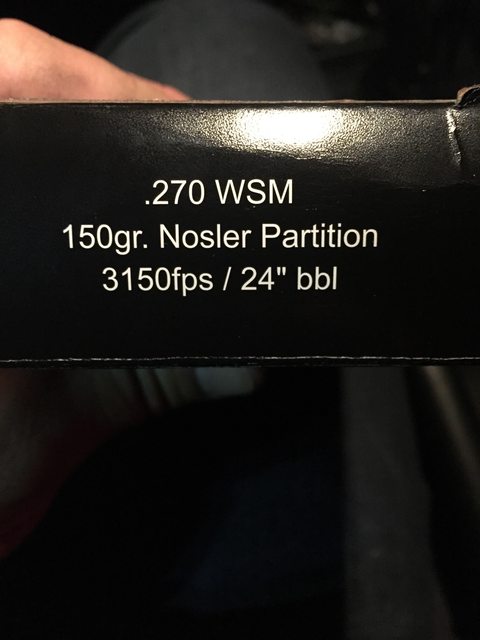 .270 WSM
150gr. Nosler Partition
3150fps / 24" bbl